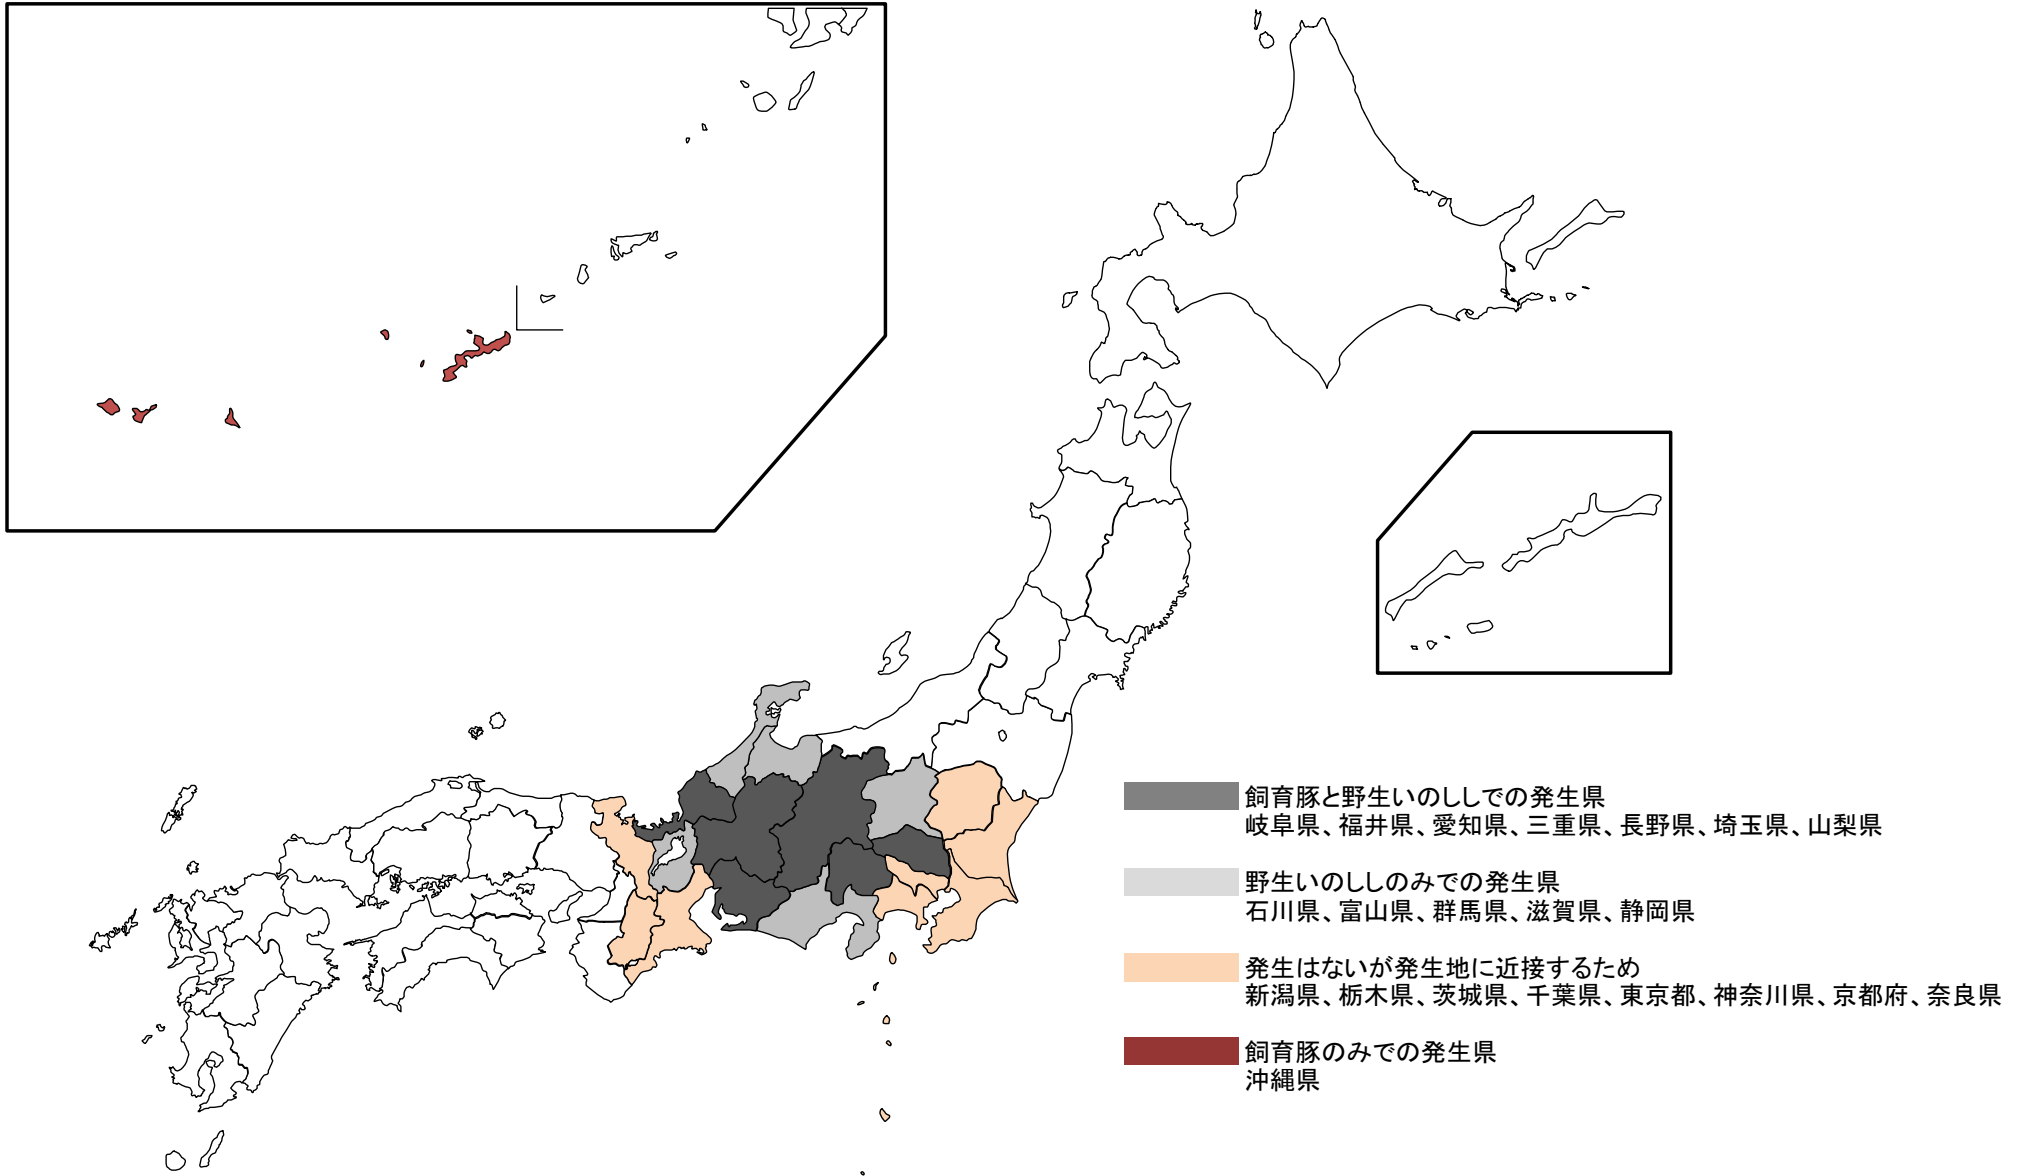 飼育豚と野生いのししでの発生県
岐阜県、福井県、愛知県、三重県、長野県、埼玉県、山梨県
野生いのししのみでの発生県
石川県、富山県、群馬県、滋賀県、静岡県
発生はないが発生地に近接するため
新潟県、栃木県、茨城県、千葉県、東京都、神奈川県、京都府、奈良県
飼育豚のみでの発生県
沖縄県